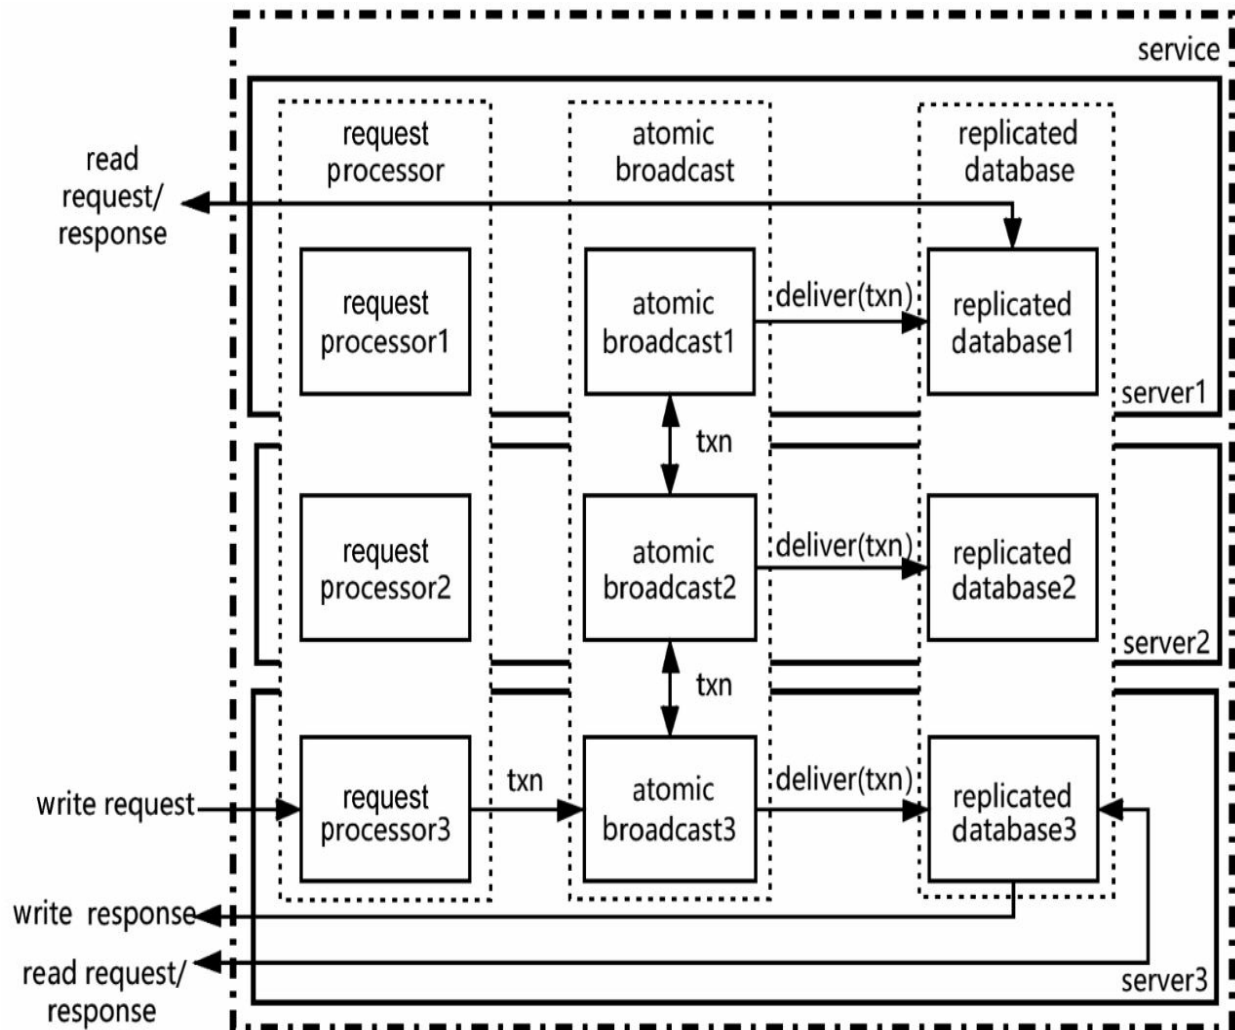 service
request
processor
atomic
broadcast
replicated
database
read
request/
response
request
processor1
atomic
broadcast1
deliver(txn)
replicated
database1
server1
txn
request
processor2
atomic
broadcast2
deliver(txn)
replicated
database2
server2
txn
write request
request
processor3
txn
atomic
broadcast3
deliver(txn)
replicated
database3
write response
read request/
response
server3